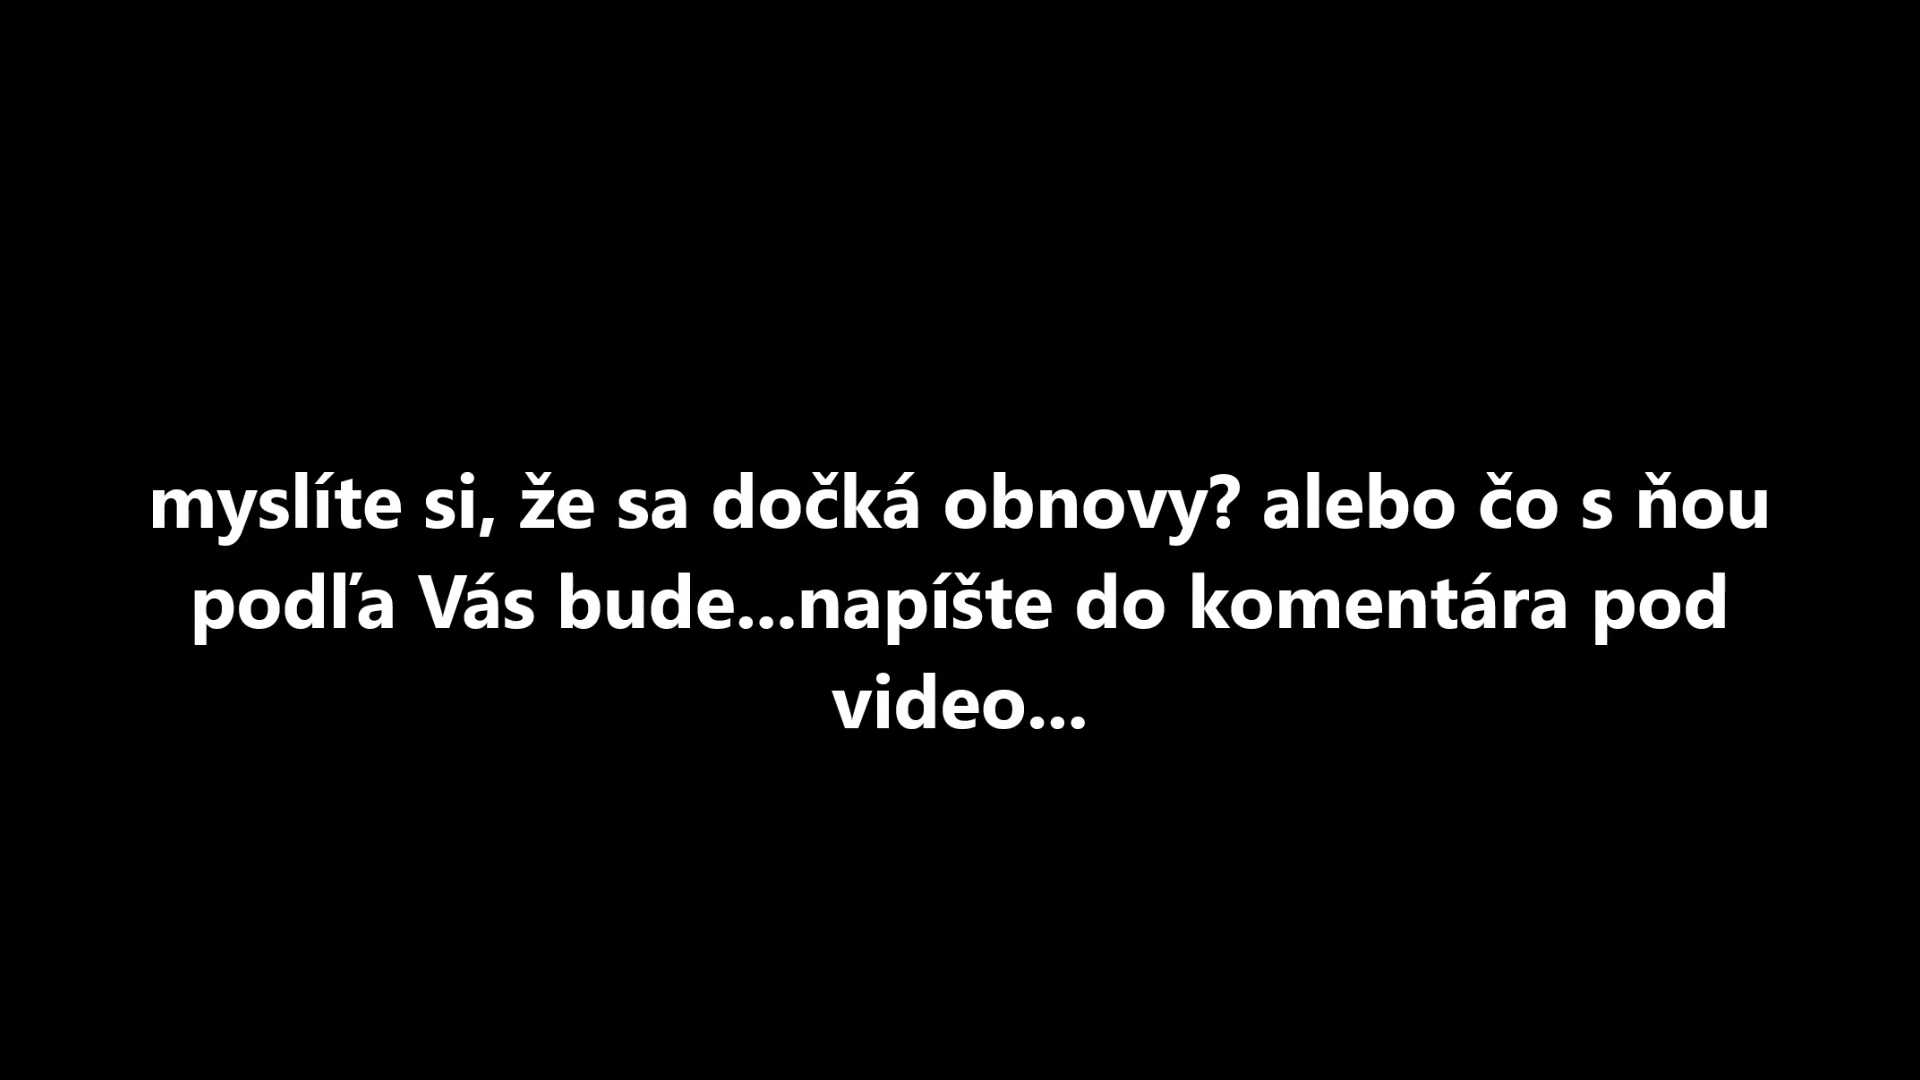 myslíte si, že sa dočká obnovy? alebo čo s ňou
podľa Vás bude...napíšte do komentára pod
video...